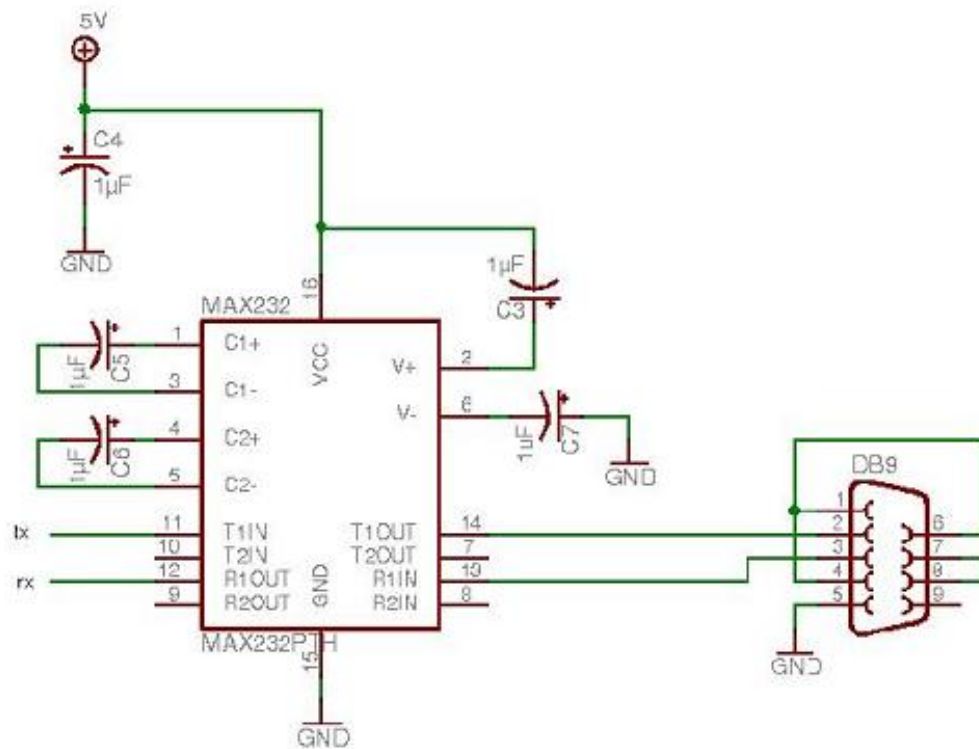 5V
C4
1µF
GND
MAX232
16
1µF
C3
1 C1+
VCC
V+ 2
1µF
C5
3 C1-
V- 6
1uF
C7
GND
4 C2+
1µF
C6
5 C2-
DB9
tx 11 T1IN
T1OUT 14
10 T2IN
T2OUT 7
rx 12 R1OUT
GND
R1IN 13
9 R2OUT
R2IN 8
MAX232PTH
15
GND
1
2
3
4
5
6
7
8
9
GND